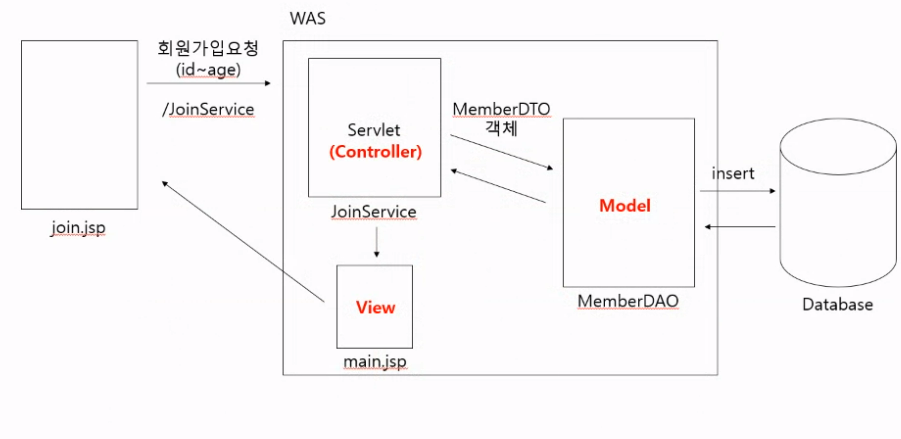 WAS
회원가입요청
(id~age)
/JoinService
join.jsp
Servlet
(Controller)
JoinService
MemberDTO
객체
Model
MemberDAO
insert
Database
View
main.jsp